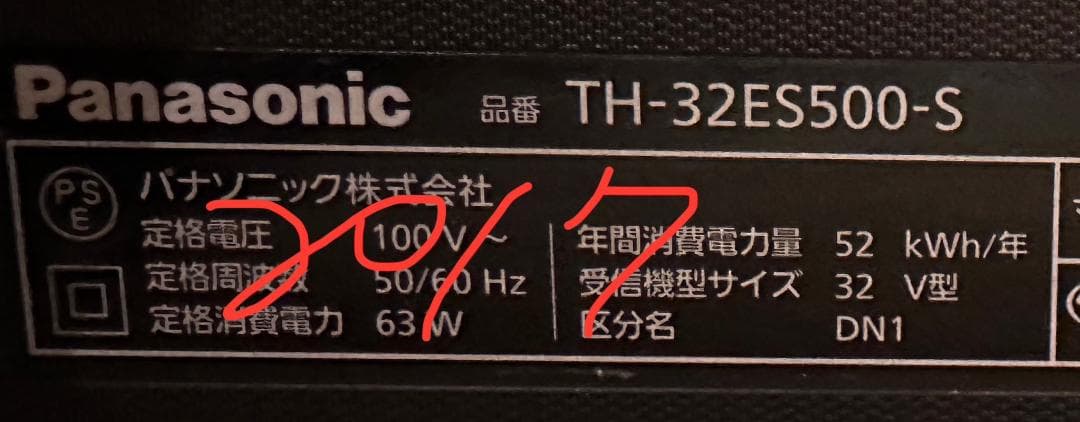 Panasonic 品番 TH-32ES500-S
PS
E
パナソニック株式会社
定格電圧 100 V ~
定格周波数 50/60 Hz
定格消費電力 63 W
年間消費電力量 52 kWh/年
受信機型サイズ 32 V型
区分名 DN1
2017